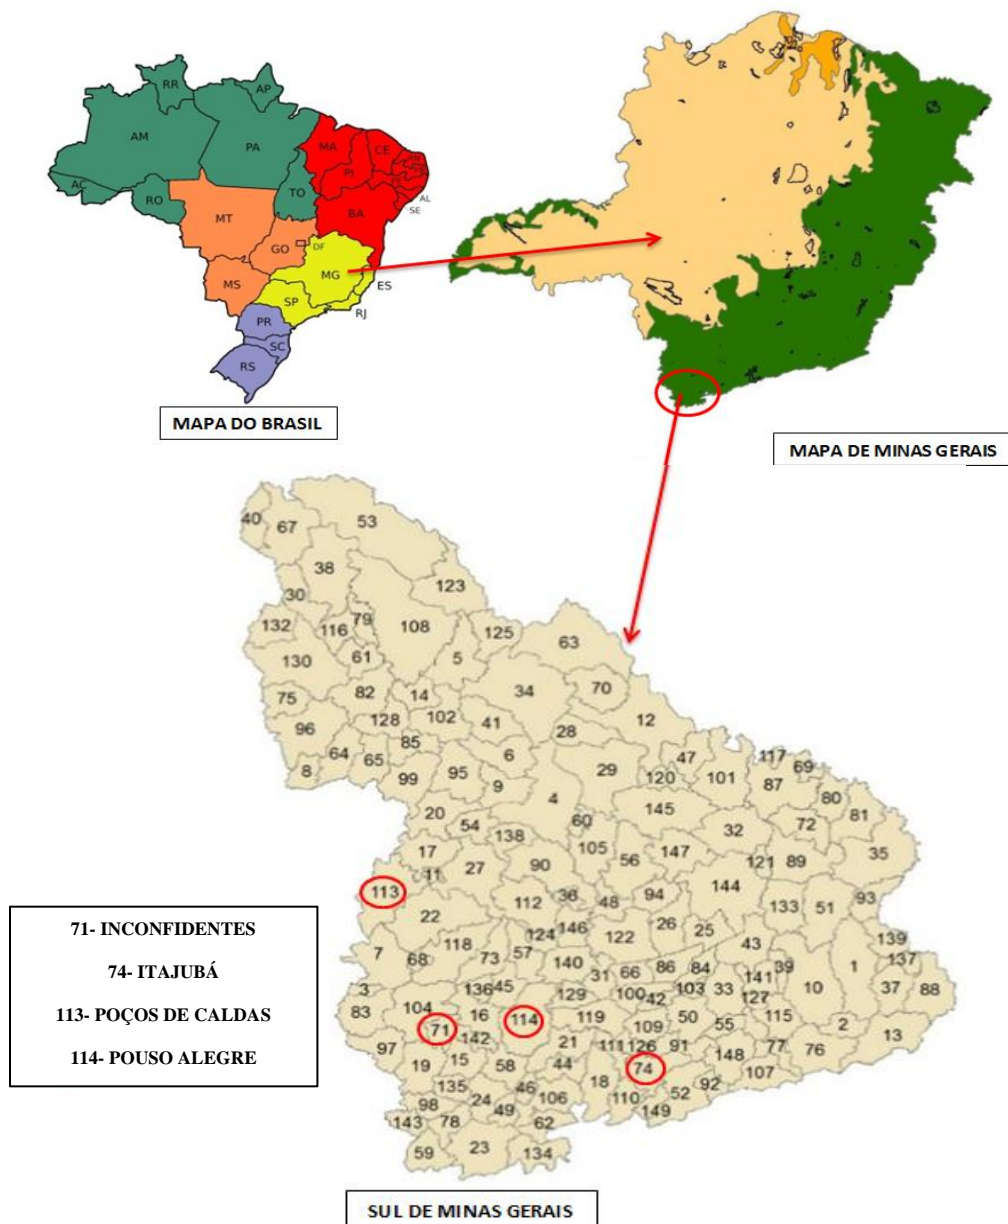 RR
AP
AM
PA
MA
CE
RN
PI
AC
TO
AL
RO
SE
BA
MT
GO
DF
MG
MS
ES
SP
RJ
PR
SC
RS
MAPA DO BRASIL
MAPA DE MINAS GERAIS
40 67 53
38
123
30
132 116 79 108 125 63
130 61 5
75 82 14 34 70
96 128 102 41 28 12
64 65 85 6
8 99 95 9 29 120 47 101 117 69
87
20 4 145 80
54 138 60 32 72 81
17 105 56 147 35
11 27 90 121 89
113 112 36 48 94 144
22 133 51 93
124 146 122 26 25
7 118 57 43 139
68 73 140 31 66 86 84 141 39 1 137
3 136 45 129 100 42 103 33 127 10 37 88
83 104 16 114 119 50 115
71 142 109 55 2
97 21 111 126 91 13
19 15 58 44 74 148 77 76
135 18 92 107
98 24 46 106 110 52
143 78 49 62 149
59 23 134
71- INCONFIDENTES
74- ITAJUBÁ
113- POÇOS DE CALDAS
114- POUSO ALEGRE
SUL DE MINAS GERAIS